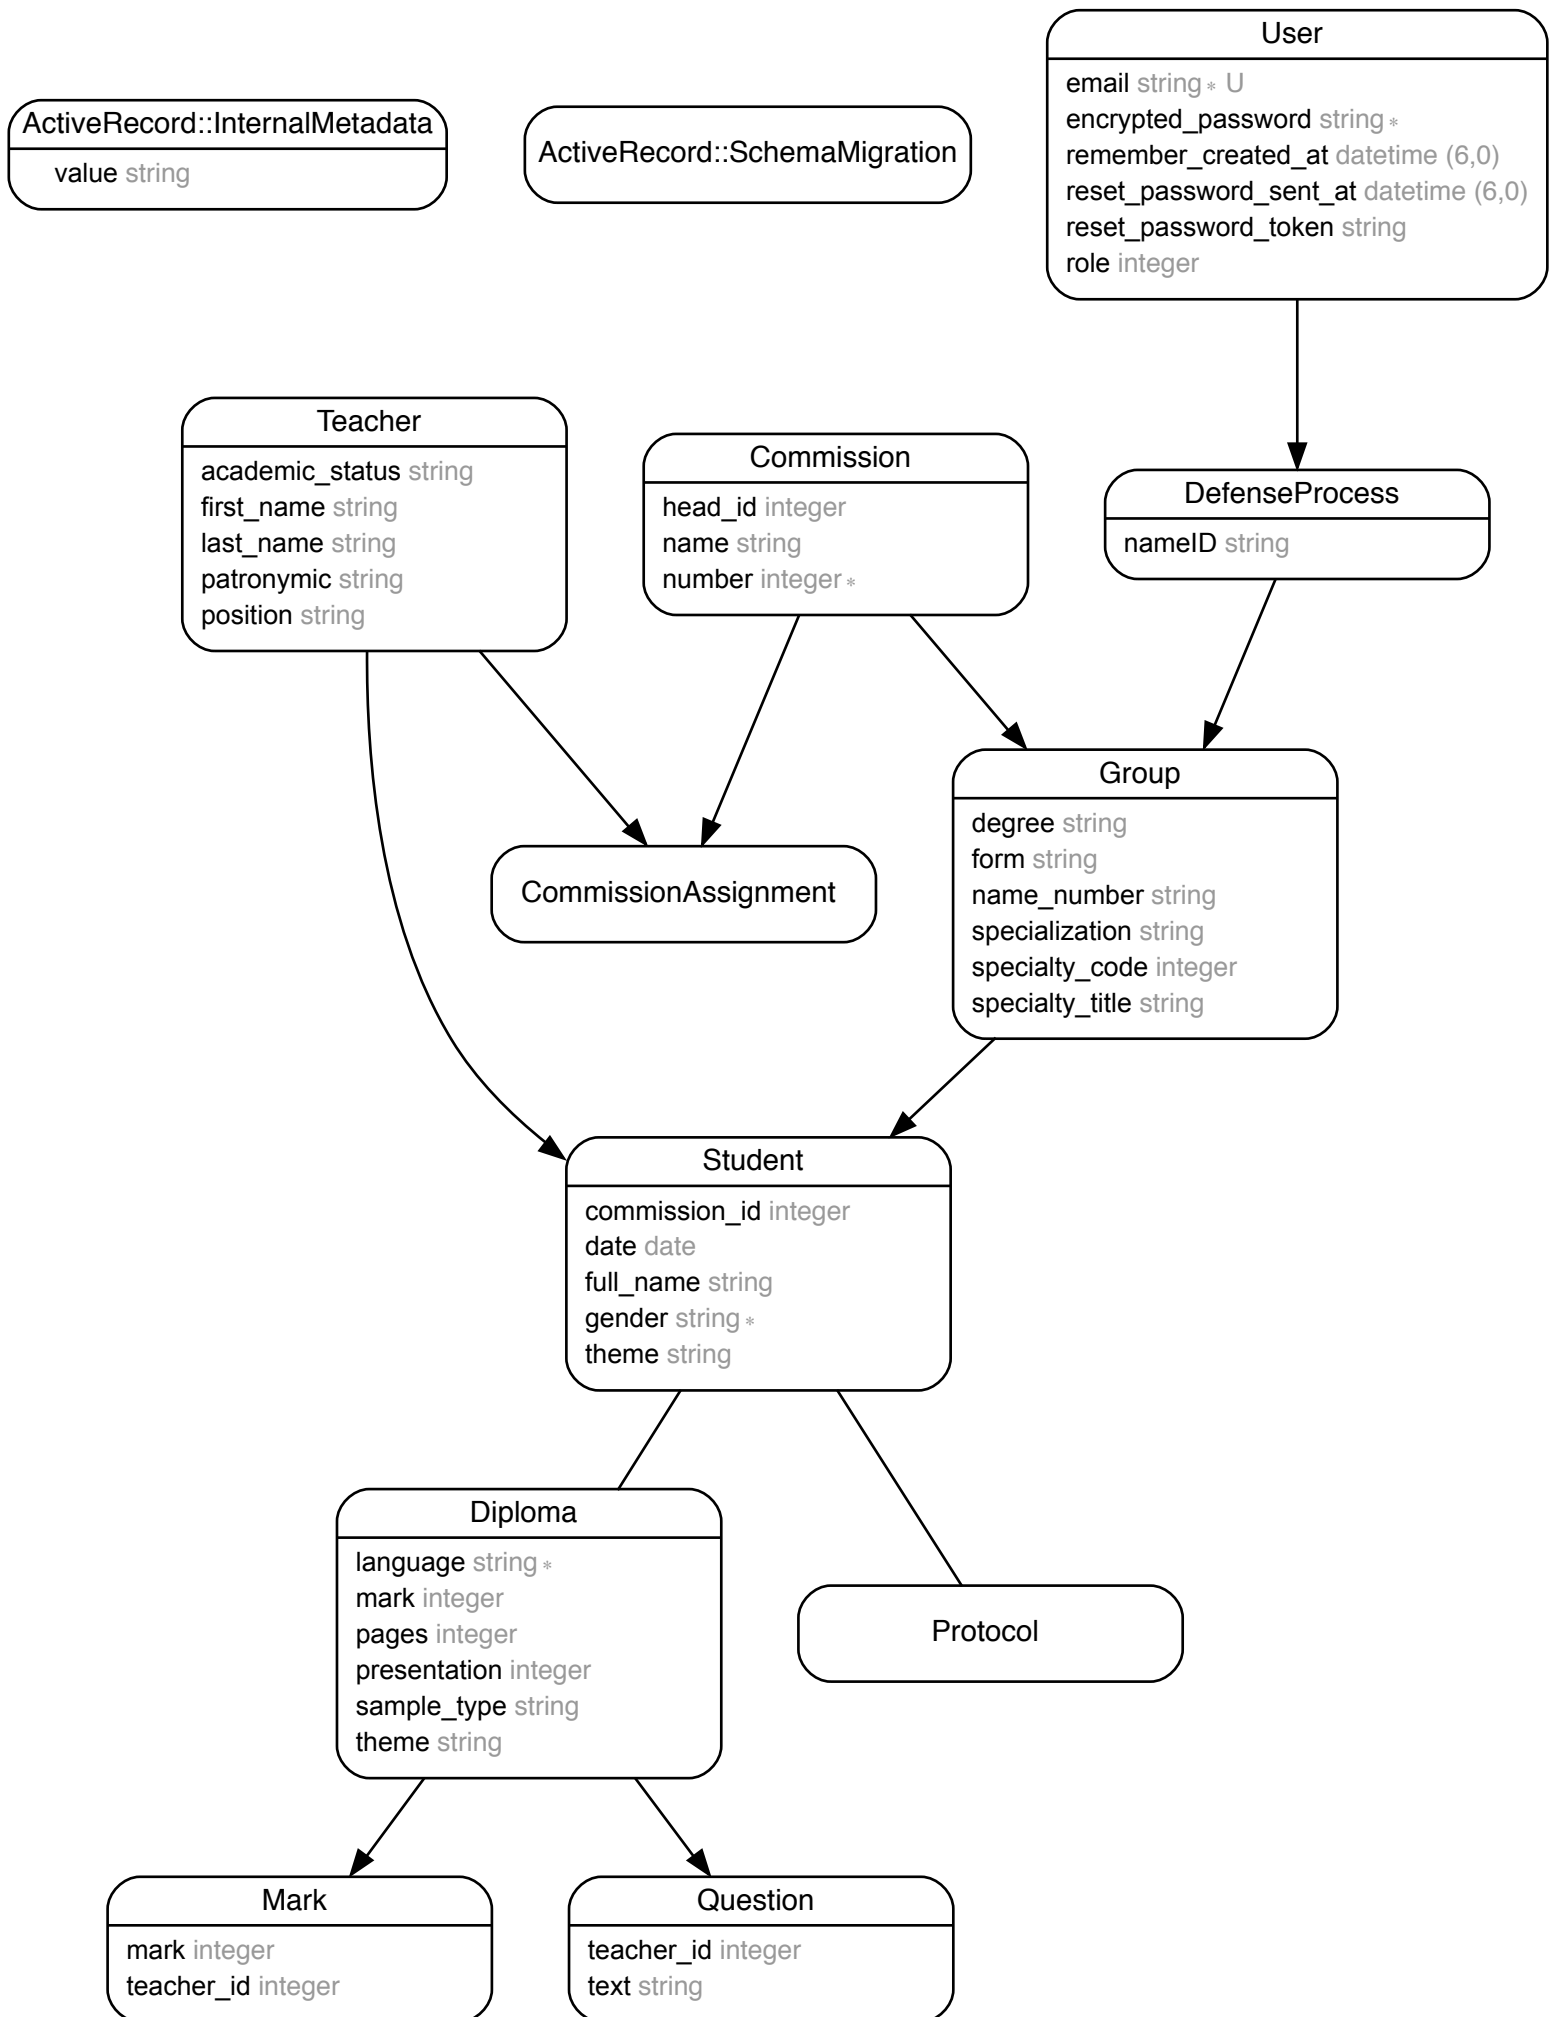 User
email string* U
encrypted_password string*
remember_created_at datetime (6,0)
reset_password_sent_at datetime (6,0)
reset_password_token string
role integer
ActiveRecord::InternalMetadata
value string
ActiveRecord::SchemaMigration
Teacher
academic_status string
first_name string
last_name string
patronymic string
position string
Commission
head_id integer
name string
number integer*
DefenseProcess
nameID string
Group
degree string
form string
name_number string
specialization string
specialty_code integer
specialty_title string
CommissionAssignment
Student
commission_id integer
date date
full_name string
gender string*
theme string
Diploma
language string*
mark integer
pages integer
presentation integer
sample_type string
theme string
Protocol
Mark
mark integer
teacher_id integer
Question
teacher_id integer
text string